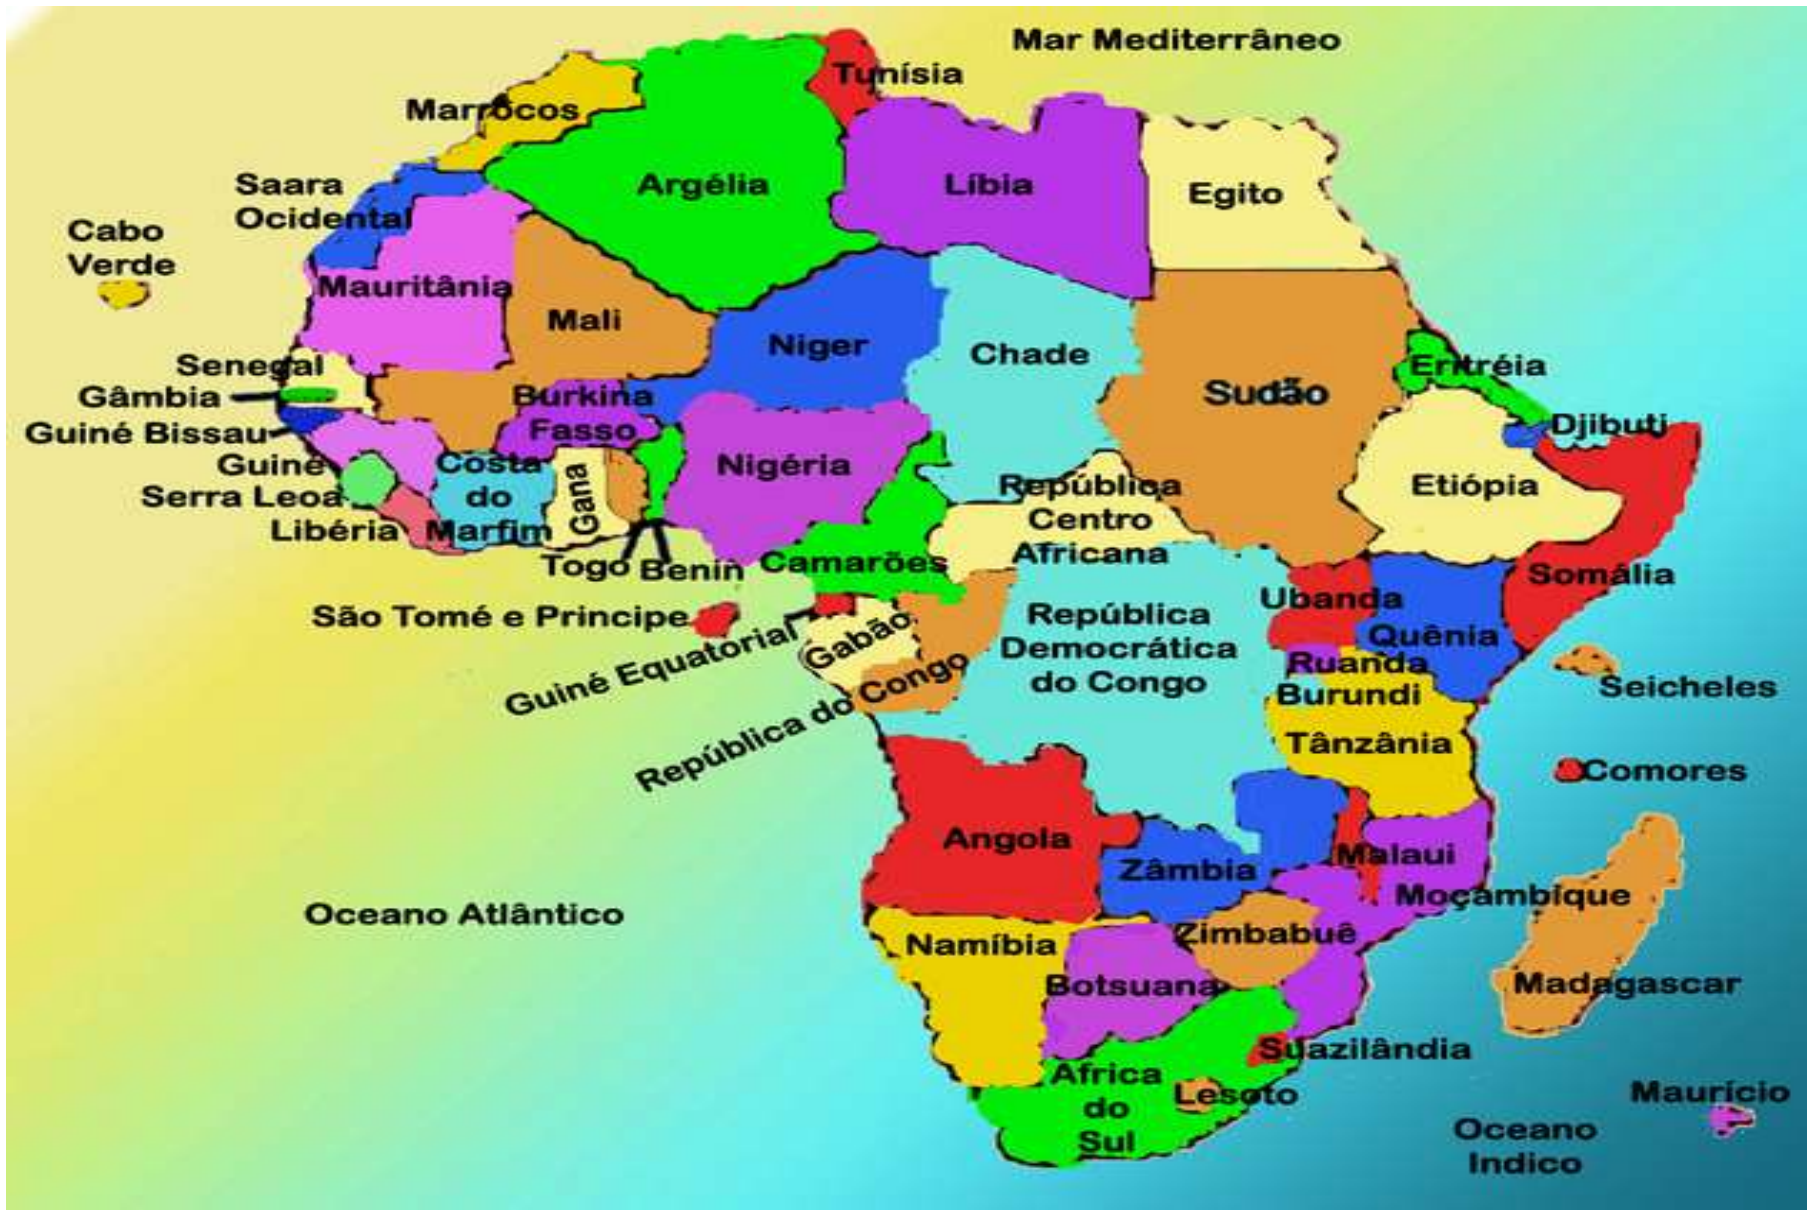 Mar Mediterrâneo
Tunísia
Marrocos
Argélia
Líbia
Egito
Saara
Ocidental
Cabo
Verde
Mauritânia
Mali
Niger
Chade
Sudão
Eritréia
Senegal
Gâmbia
Guiné Bissau
Burkina
Fasso
Djibuti
Guiné
Serra Leoa
Libéria
Costa
do
Marfim
Gana
Nigéria
Etiópia
República
Centro
Africana
Togo
Benin
Camarões
Somália
São Tomé e Principe
Guiné Equatorial
Gabão
República do Congo
República
Democrática
do Congo
Ubanda
Quênia
Ruanda
Burundi
Tânzânia
Seicheles
Comores
Angola
Zâmbia
Malaui
Moçambique
Oceano Atlântico
Namíbia
Zimbabuê
Botsuana
Madagascar
Suazilândia
Africa
do
Sul
Lesoto
Maurício
Oceano
Indico